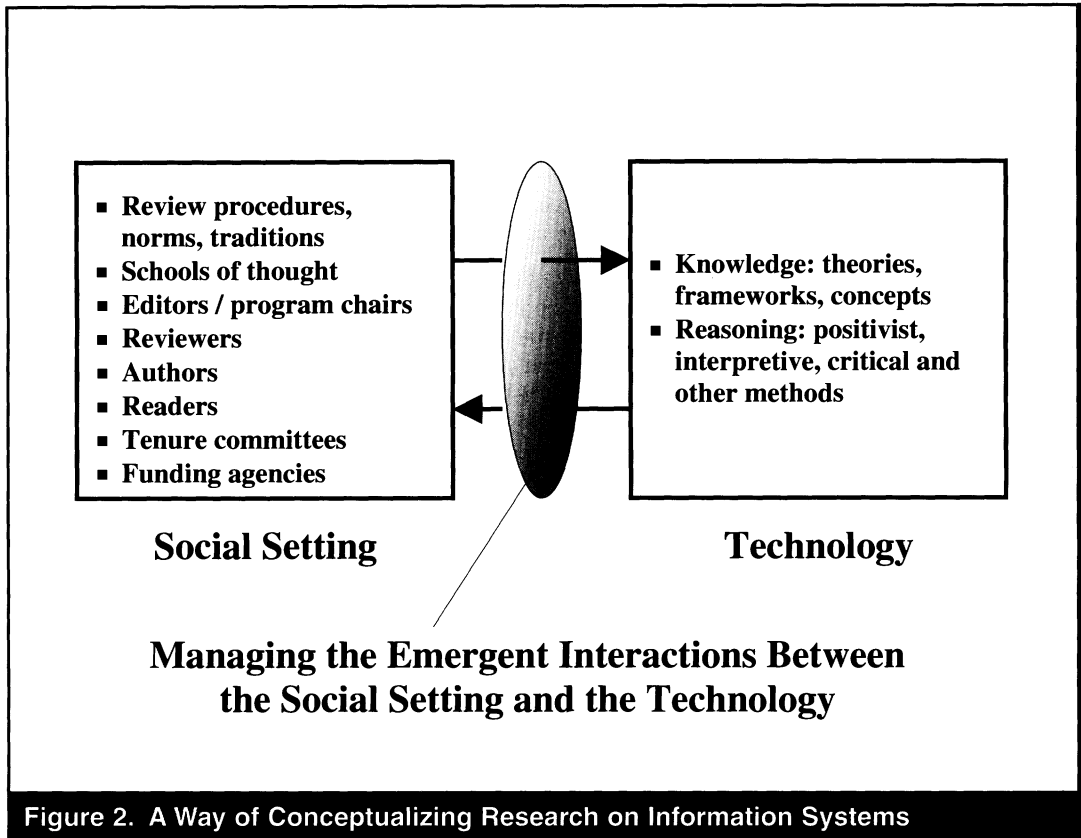 ▪ Review procedures,
norms, traditions
▪ Schools of thought
▪ Editors / program chairs
▪ Reviewers
▪ Authors
▪ Readers
▪ Tenure committees
▪ Funding agencies
Social Setting
▪ Knowledge: theories,
frameworks, concepts
▪ Reasoning: positivist,
interpretive, critical and
other methods
Technology
Managing the Emergent Interactions Between
the Social Setting and the Technology
Figure 2. A Way of Conceptualizing Research on Information Systems